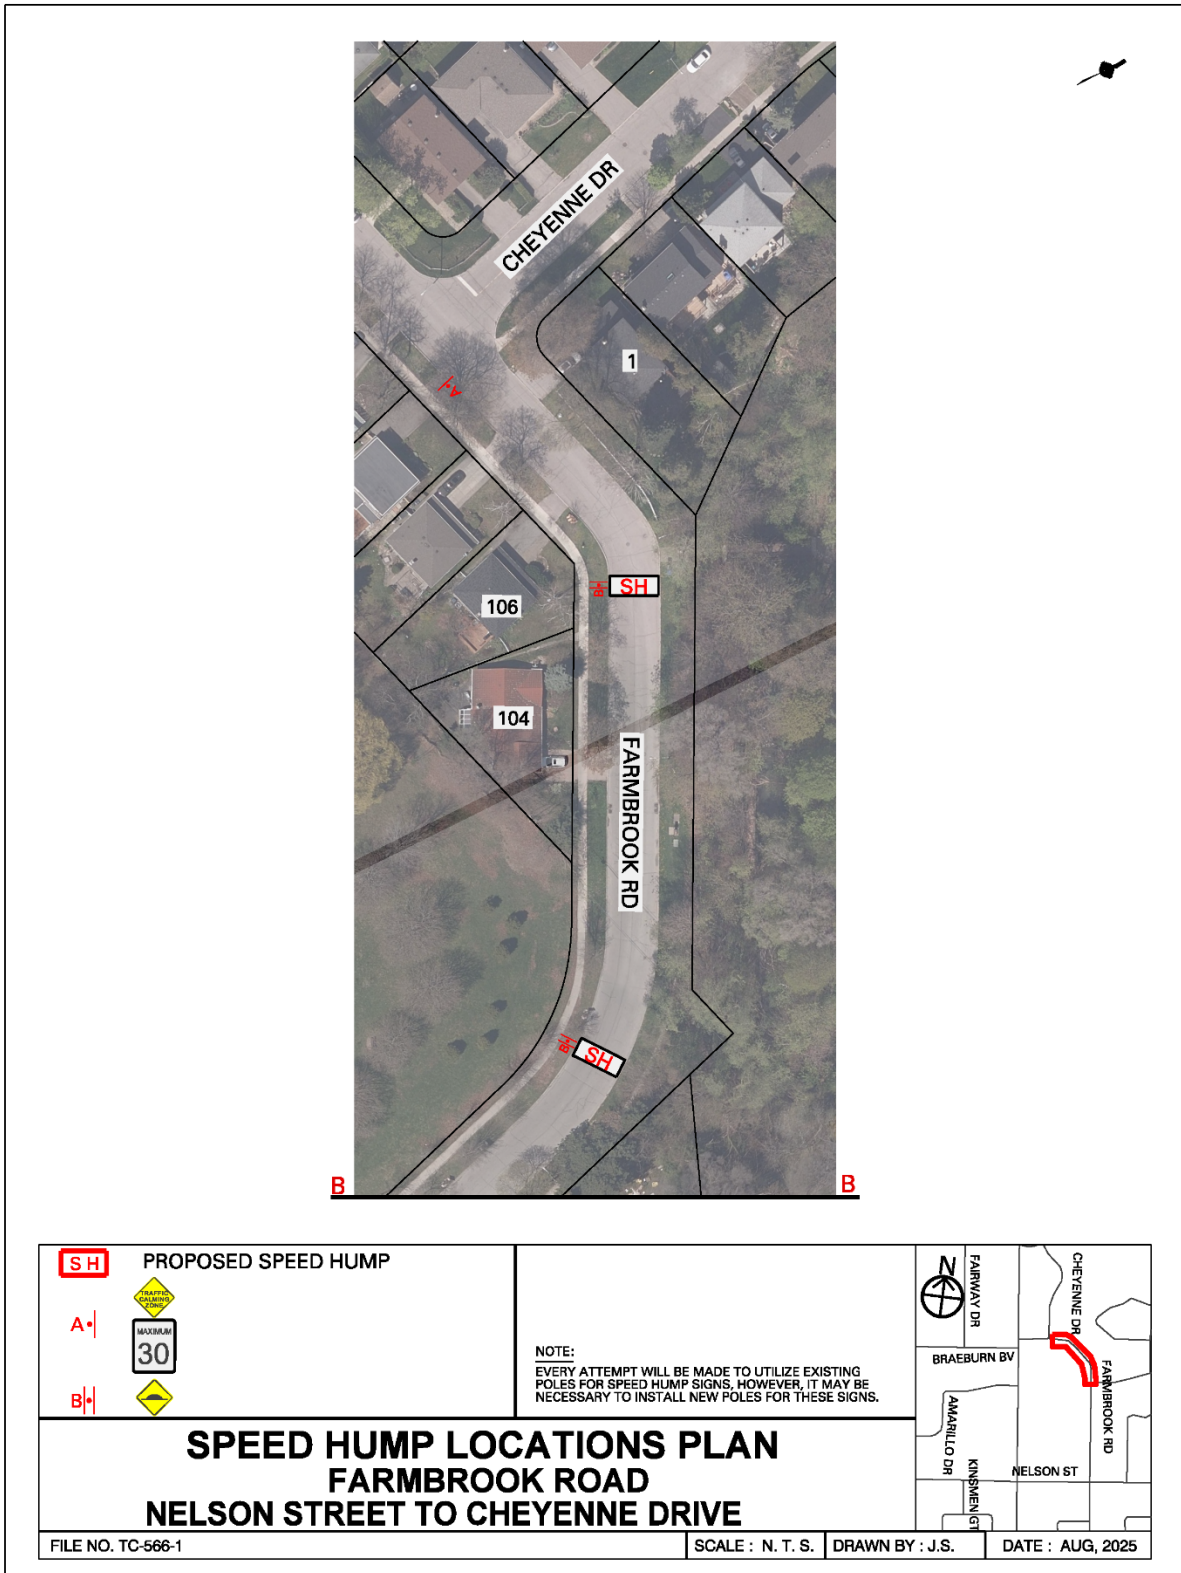 CHEYENNE DR
1
A
B
SH
106
104
FARMBROOK RD
B
SH
B
B
SH
PROPOSED SPEED HUMP
TRAFFIC
CALMING
ZONE
A
MAXIMUM
30
B
NOTE:
EVERY ATTEMPT WILL BE MADE TO UTILIZE EXISTING
POLES FOR SPEED HUMP SIGNS, HOWEVER, IT MAY BE
NECESSARY TO INSTALL NEW POLES FOR THESE SIGNS.
N
FAIRWAY DR
CHEYENNE DR
BRAEBURN BV
FARMBROOK RD
AMARILLO DR
KINSMEN GT
NELSON ST
SPEED HUMP LOCATIONS PLAN
FARMBROOK ROAD
NELSON STREET TO CHEYENNE DRIVE
FILE NO. TC-566-1
SCALE : N. T. S.
DRAWN BY : J.S.
DATE : AUG, 2025